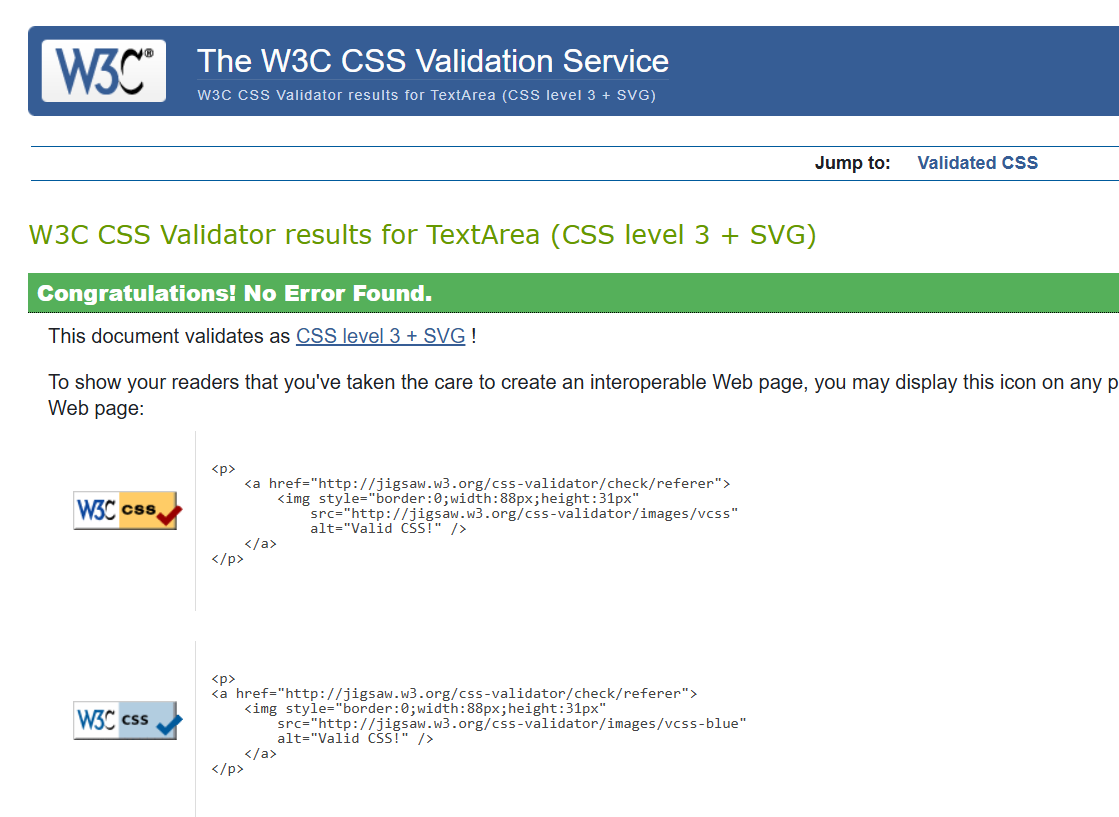 W3C®
The W3C CSS Validation Service
W3C CSS Validator results for TextArea (CSS level 3 + SVG)
Jump to: Validated CSS
W3C CSS Validator results for TextArea (CSS level 3 + SVG)
Congratulations! No Error Found.
This document validates as CSS level 3 + SVG !
To show your readers that you've taken the care to create an interoperable Web page, you may display this icon on any p
Web page:
W3C css
<p>
    <a href="http://jigsaw.w3.org/css-validator/check/referer">
        <img style="border:0;width:88px;height:31px"
            src="http://jigsaw.w3.org/css-validator/images/vcss"
            alt="Valid CSS!" />
    </a>
</p>
W3C css
<p>
<a href="http://jigsaw.w3.org/css-validator/check/referer">
    <img style="border:0;width:88px;height:31px"
        src="http://jigsaw.w3.org/css-validator/images/vcss-blue"
        alt="Valid CSS!" />
    </a>
</p>